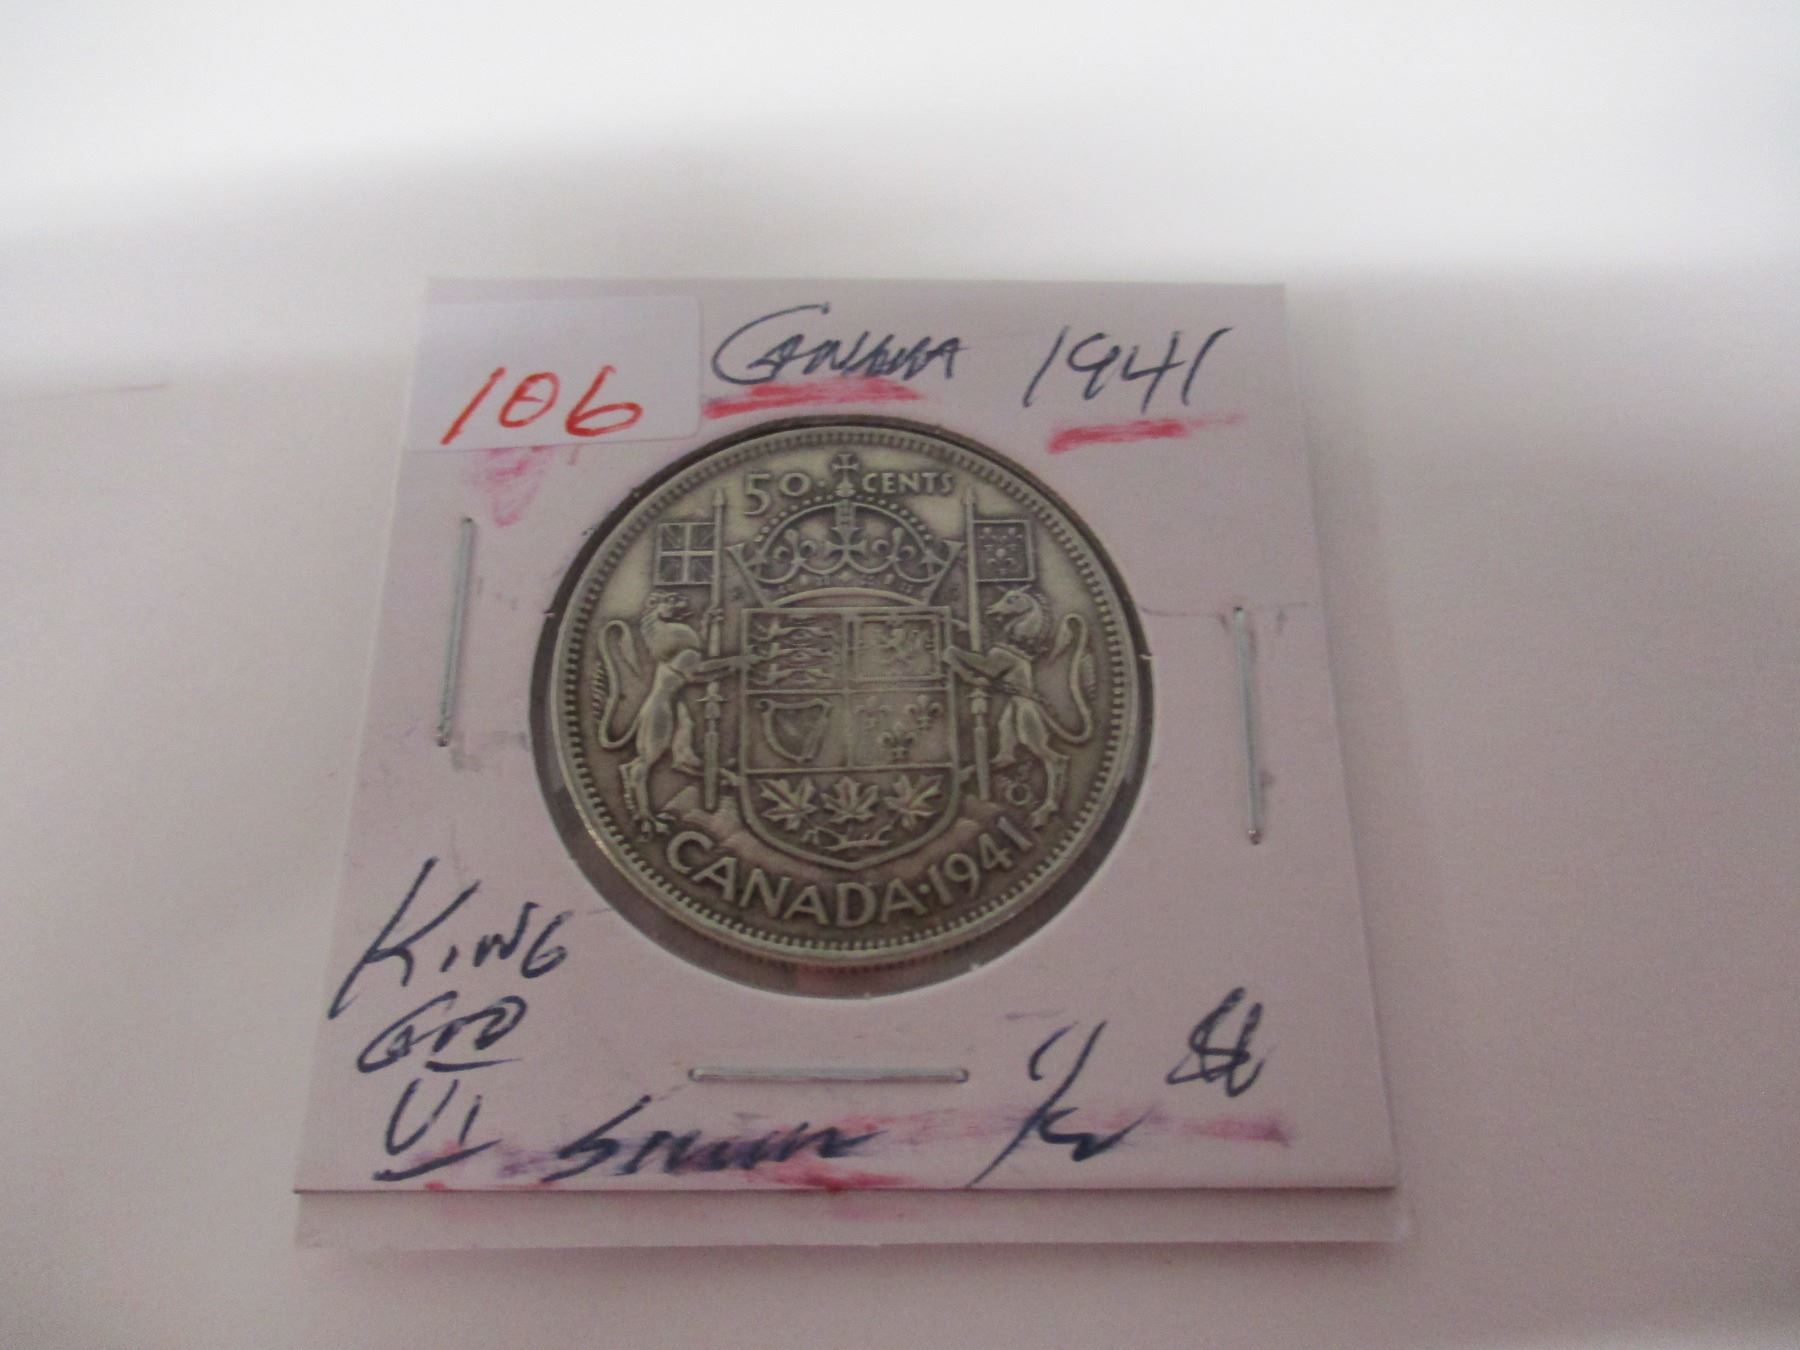 106 CANADA 1941
50 CENTS
CANADA·1941
KING
GEO
VI
SILVER 1/2 $